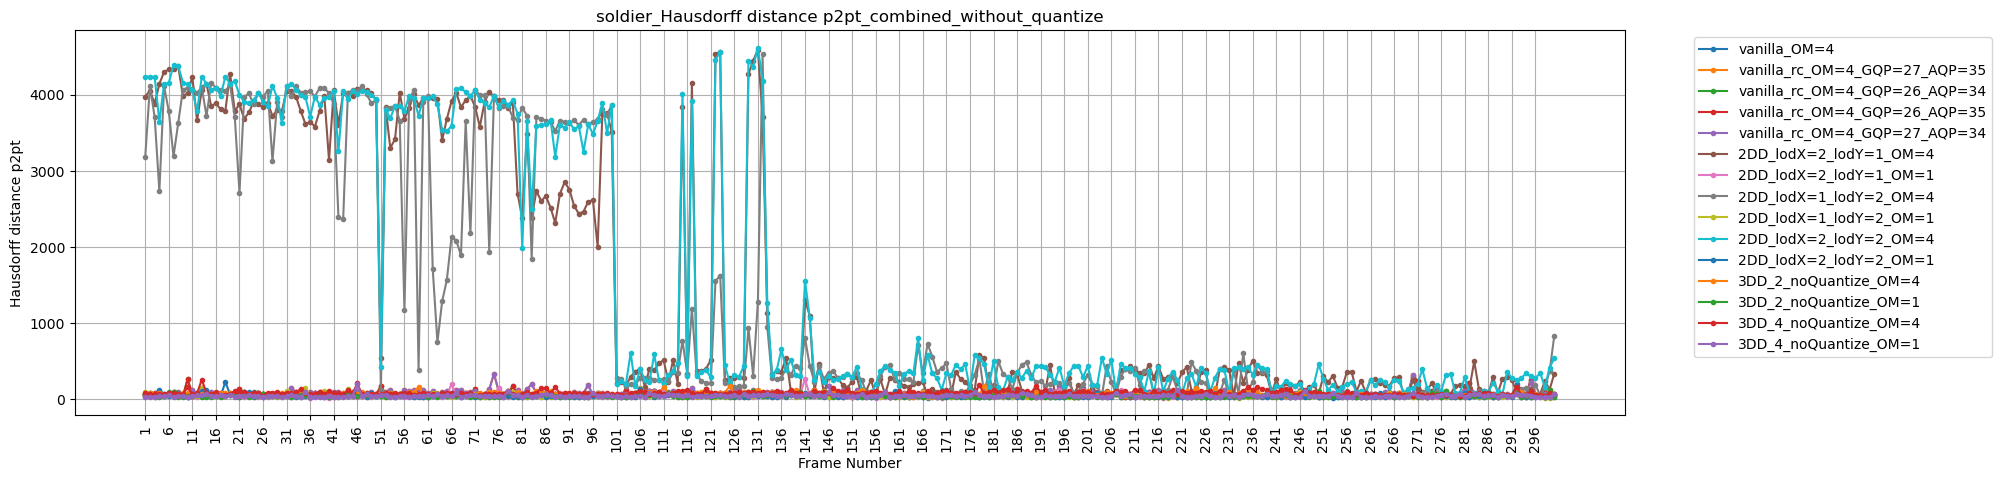 soldier_Hausdorff distance p2pt_combined_without_quantize
Hausdorff distance p2pt
4000
3000
2000
1000
0
1 6 11 16 21 26 31 36 41 46 51 56 61 66 71 76 81 86 91 96 101 106 111 116 121 126 131 136 141 146 151 156 161 166 171 176 181 186 191 196 201 206 211 216 221 226 231 236 241 246 251 256 261 266 271 276 281 286 291 296
Frame Number
vanilla_OM=4
vanilla_rc_OM=4_GQP=27_AQP=35
vanilla_rc_OM=4_GQP=26_AQP=34
vanilla_rc_OM=4_GQP=26_AQP=35
vanilla_rc_OM=4_GQP=27_AQP=34
2DD_lodX=2_lodY=1_OM=4
2DD_lodX=2_lodY=1_OM=1
2DD_lodX=1_lodY=2_OM=4
2DD_lodX=1_lodY=2_OM=1
2DD_lodX=2_lodY=2_OM=4
2DD_lodX=2_lodY=2_OM=1
3DD_2_noQuantize_OM=4
3DD_2_noQuantize_OM=1
3DD_4_noQuantize_OM=4
3DD_4_noQuantize_OM=1